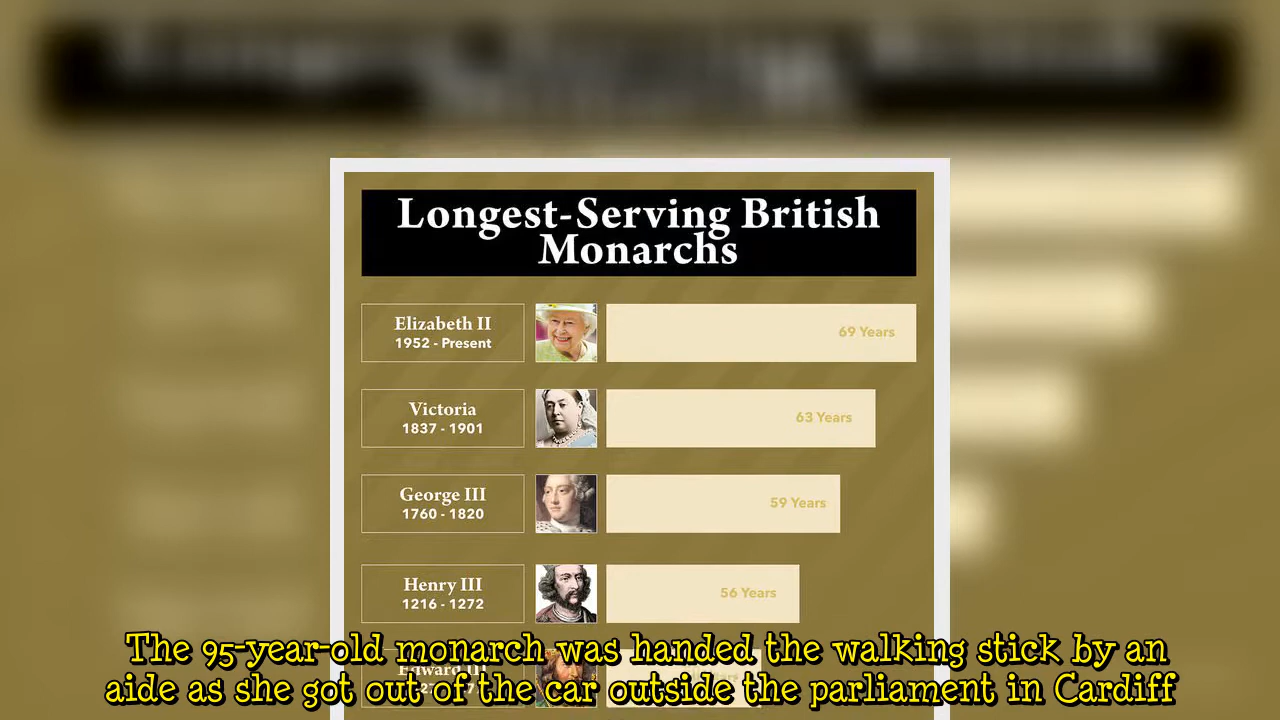 Longest-Serving British
Monarchs
Elizabeth II
1952 - Present
69 Years
Victoria
1837 - 1901
63 Years
George III
1760 - 1820
59 Years
Henry III
1216 - 1272
56 Years
Edward III
The 95-year-old monarch was handed the walking stick by an
aide as she got out of the car outside the parliament in Cardiff